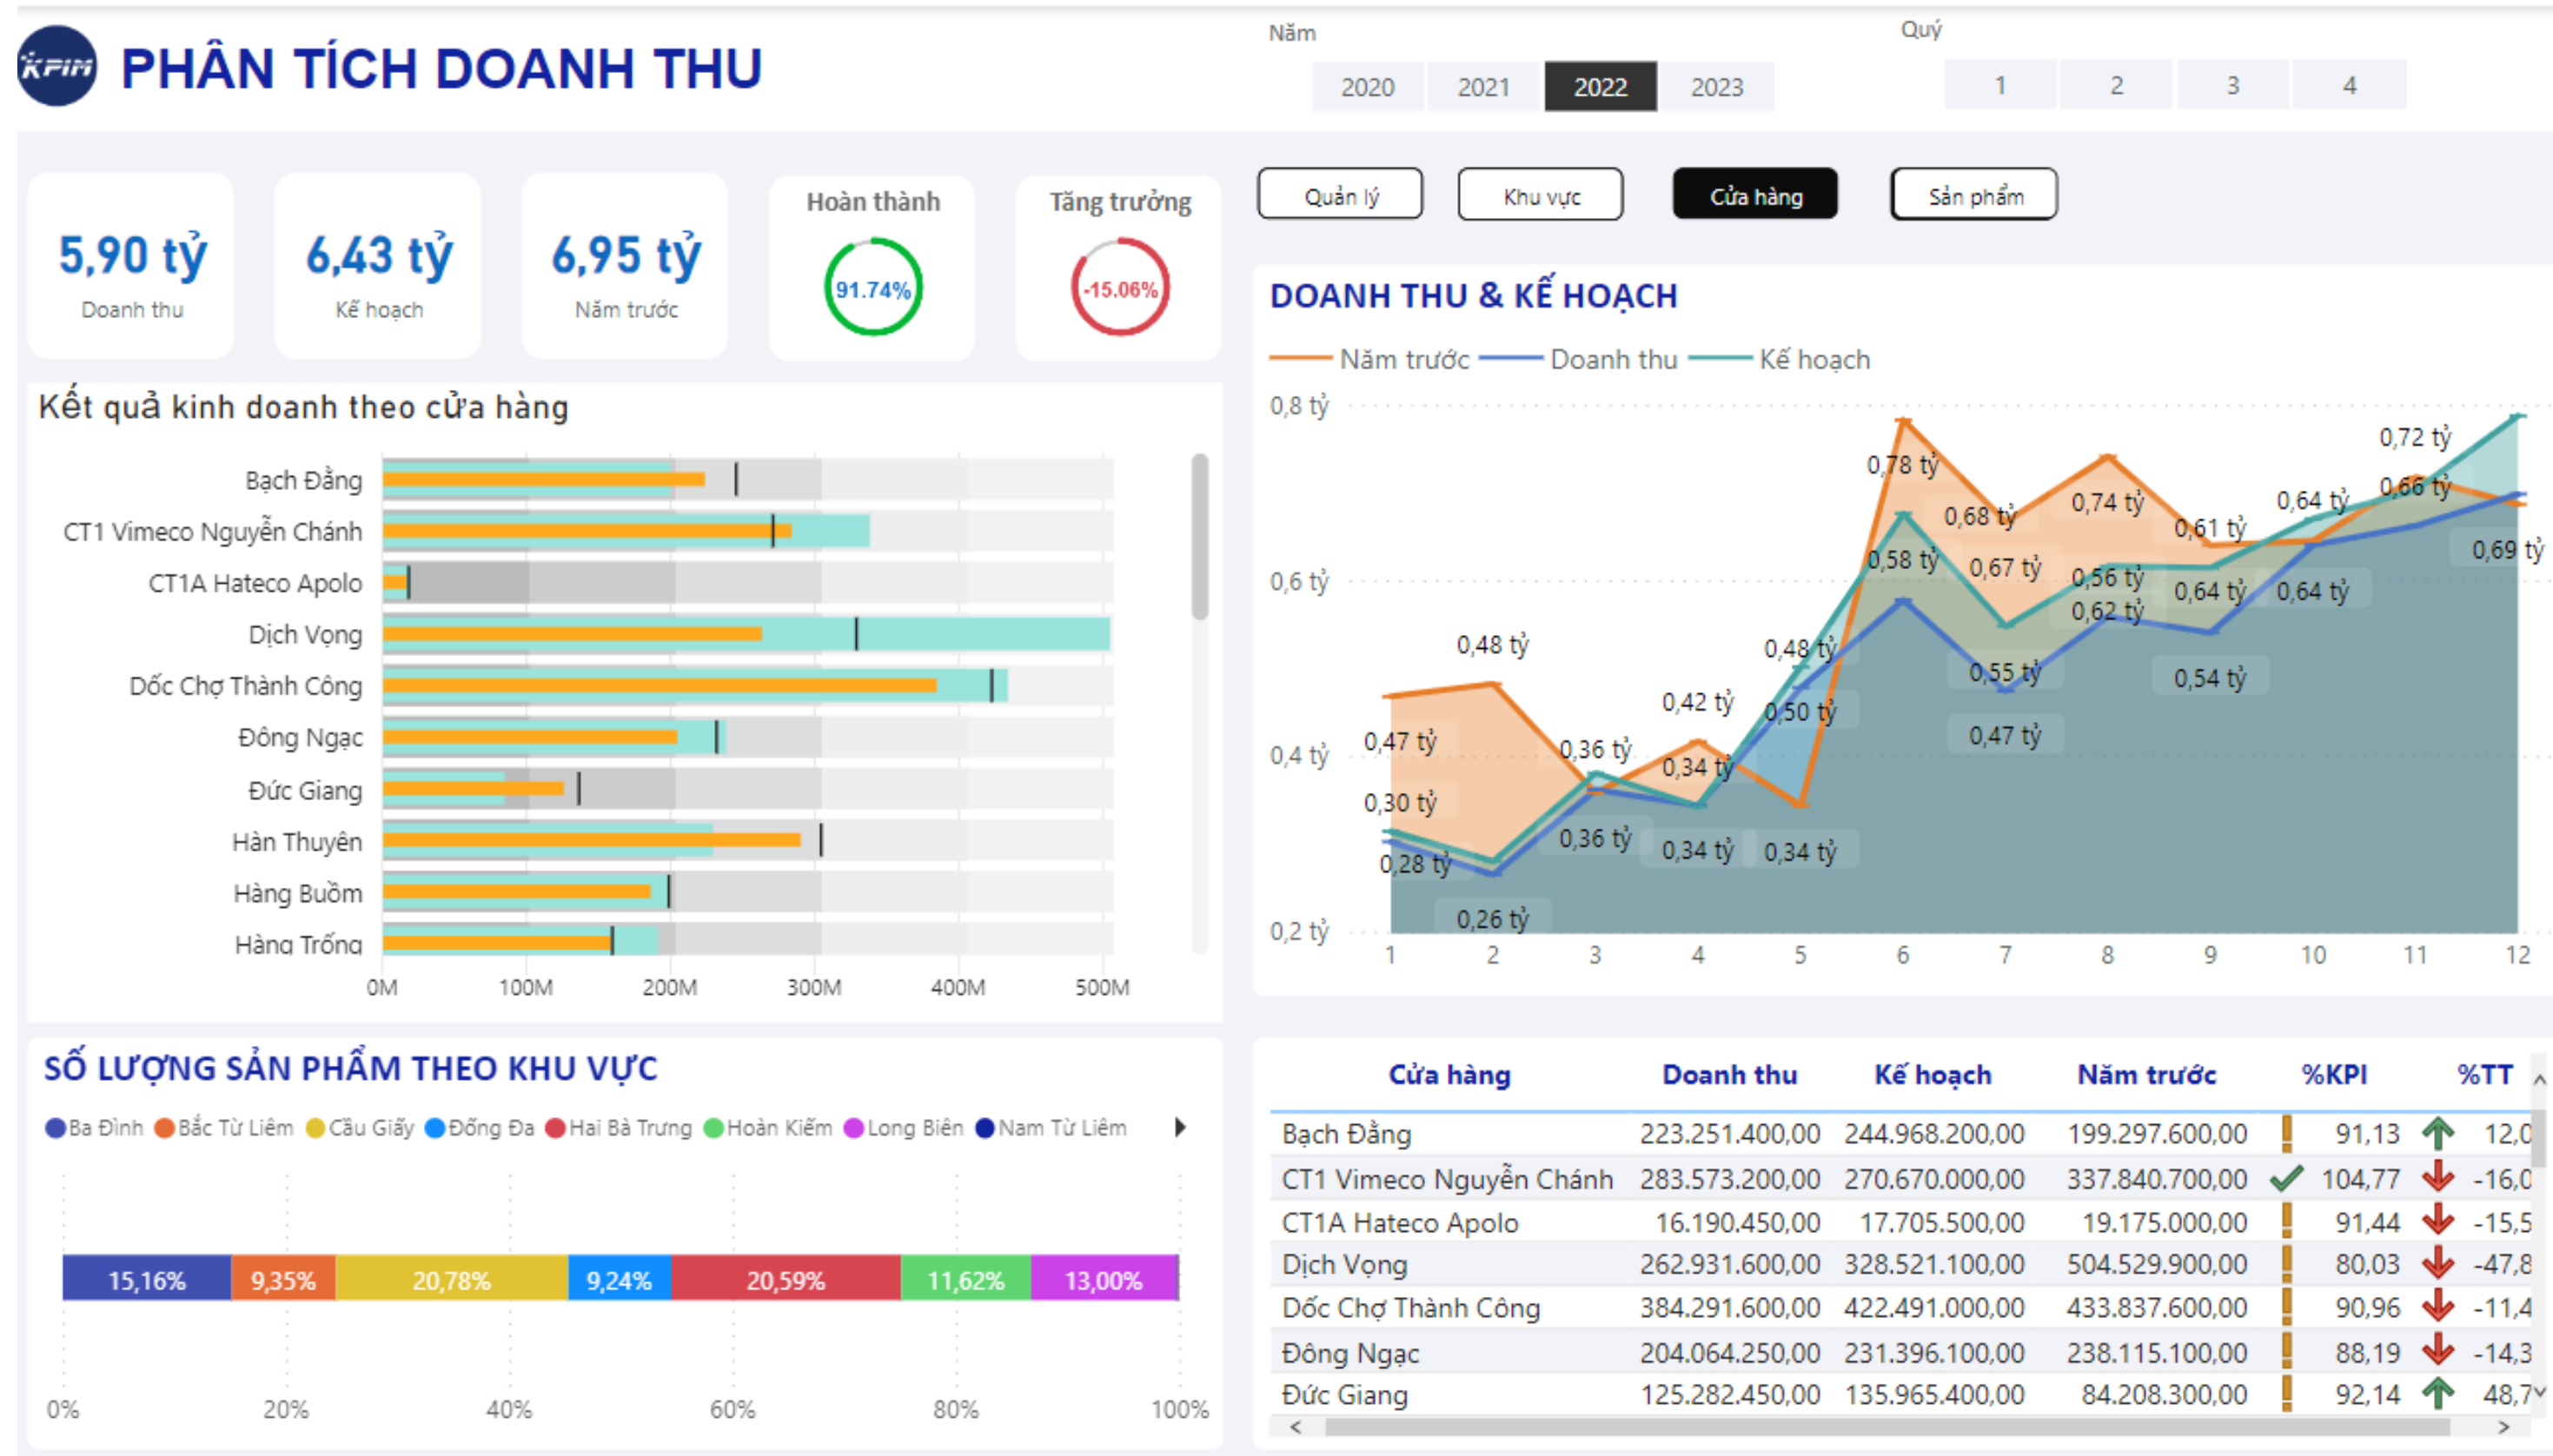 KPIM
PHÂN TÍCH DOANH THU
Năm
2020 2021 2022 2023
Quý
1 2 3 4
5,90 tỷ
Doanh thu
6,43 tỷ
Kế hoạch
6,95 tỷ
Năm trước
Hoàn thành
91.74%
Tăng trưởng
-15.06%
Quản lý
Khu vực
Cửa hàng
Sản phẩm
Kết quả kinh doanh theo cửa hàng
Bạch Đằng
CT1 Vimeco Nguyễn Chánh
CT1A Hateco Apolo
Dịch Vọng
Dốc Chợ Thành Công
Đông Ngạc
Đức Giang
Hàn Thuyên
Hàng Buồm
Hàng Trống
0M 100M 200M 300M 400M 500M
DOANH THU & KẾ HOẠCH
Năm trước Doanh thu Kế hoạch
0,8 tỷ
0,6 tỷ
0,4 tỷ
0,2 tỷ
0,47 tỷ
0,30 tỷ
0,28 tỷ
0,48 tỷ
0,26 tỷ
0,36 tỷ
0,36 tỷ
0,42 tỷ
0,34 tỷ
0,34 tỷ
0,48 tỷ
0,50 tỷ
0,34 tỷ
0,78 tỷ
0,58 tỷ
0,68 tỷ
0,67 tỷ
0,55 tỷ
0,47 tỷ
0,74 tỷ
0,56 tỷ
0,62 tỷ
0,61 tỷ
0,64 tỷ
0,54 tỷ
0,64 tỷ
0,64 tỷ
0,72 tỷ
0,66 tỷ
0,69 tỷ
1 2 3 4 5 6 7 8 9 10 11 12
SỐ LƯỢNG SẢN PHẨM THEO KHU VỰC
Ba Đình Bắc Từ Liêm Cầu Giấy Đống Đa Hai Bà Trưng Hoàn Kiếm Long Biên Nam Từ Liêm
15,16% 9,35% 20,78% 9,24% 20,59% 11,62% 13,00%
0% 20% 40% 60% 80% 100%
Cửa hàng Doanh thu Kế hoạch Năm trước %KPI %TT
Bạch Đằng 223.251.400,00 244.968.200,00 199.297.600,00 91,13 12,0
CT1 Vimeco Nguyễn Chánh 283.573.200,00 270.670.000,00 337.840.700,00 104,77 -16,0
CT1A Hateco Apolo 16.190.450,00 17.705.500,00 19.175.000,00 91,44 -15,5
Dịch Vọng 262.931.600,00 328.521.100,00 504.529.900,00 80,03 -47,8
Dốc Chợ Thành Công 384.291.600,00 422.491.000,00 433.837.600,00 90,96 -11,4
Đông Ngạc 204.064.250,00 231.396.100,00 238.115.100,00 88,19 -14,3
Đức Giang 125.282.450,00 135.965.400,00 84.208.300,00 92,14 48,7